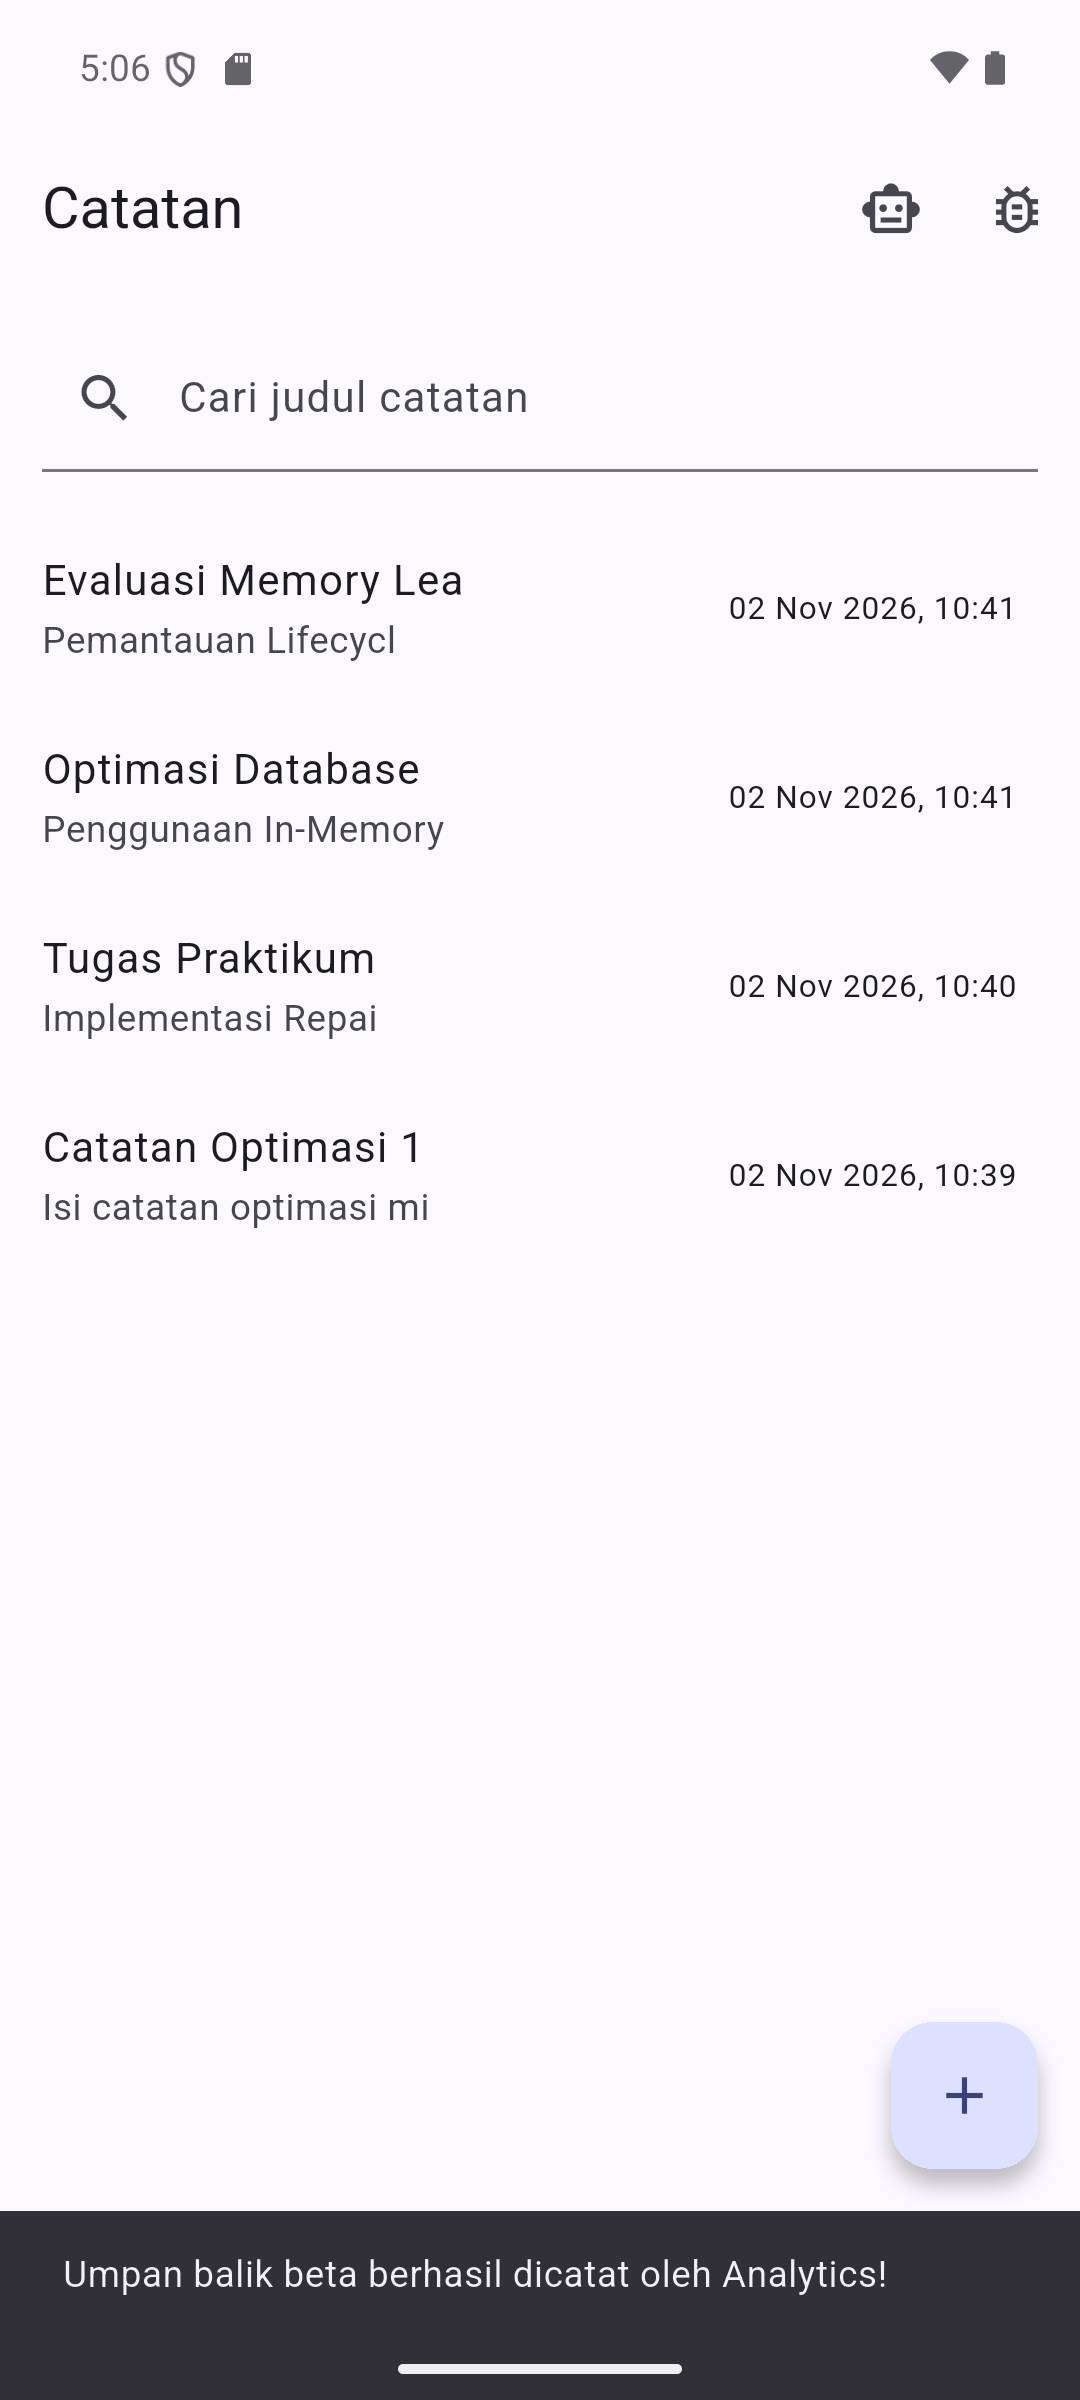 5:06
Catatan
Cari judul catatan
Evaluasi Memory Lea
Pemantauan Lifecycl
02 Nov 2026, 10:41
Optimasi Database
Penggunaan In-Memory
02 Nov 2026, 10:41
Tugas Praktikum
Implementasi Repai
02 Nov 2026, 10:40
Catatan Optimasi 1
Isi catatan optimasi mi
02 Nov 2026, 10:39
Umpan balik beta berhasil dicatat oleh Analytics!